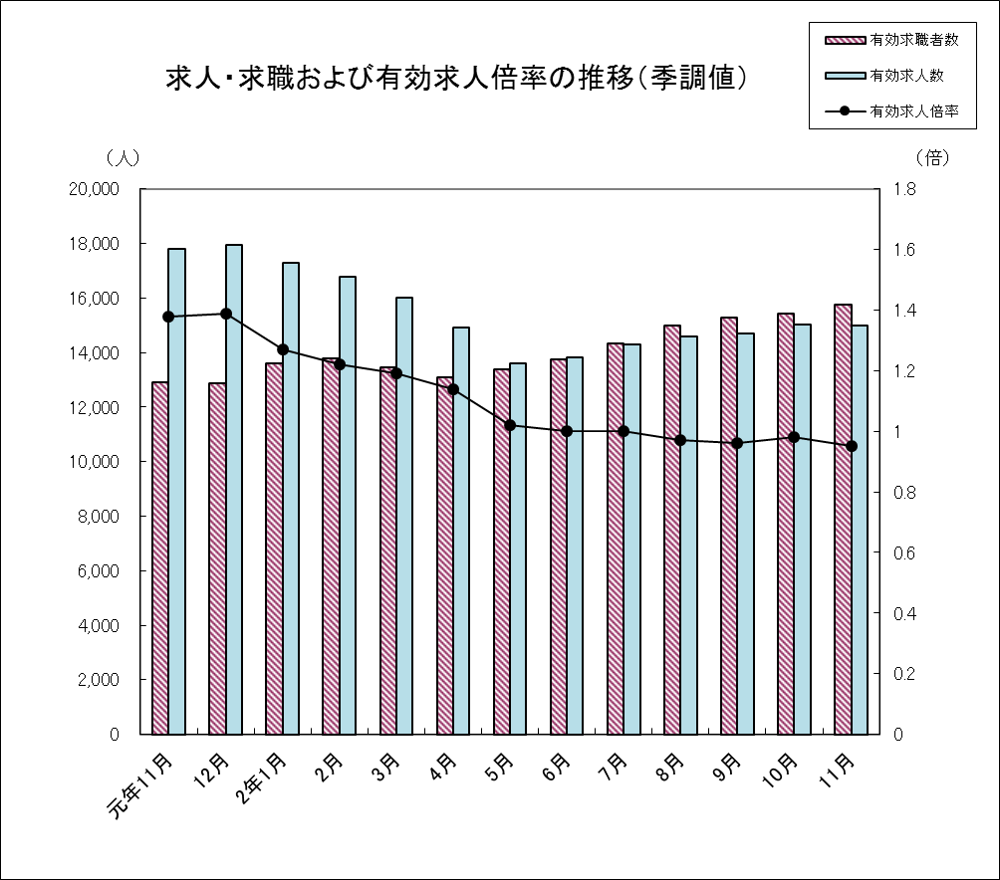 求人・求職および有効求人倍率の推移（季調値）
有効求職者数
有効求人数
有効求人倍率
（人）
（倍）
20,000
18,000
16,000
14,000
12,000
10,000
8,000
6,000
4,000
2,000
0
1.8
1.6
1.4
1.2
1
0.8
0.6
0.4
0.2
0
元年11月
12月
2年1月
2月
3月
4月
5月
6月
7月
8月
9月
10月
11月